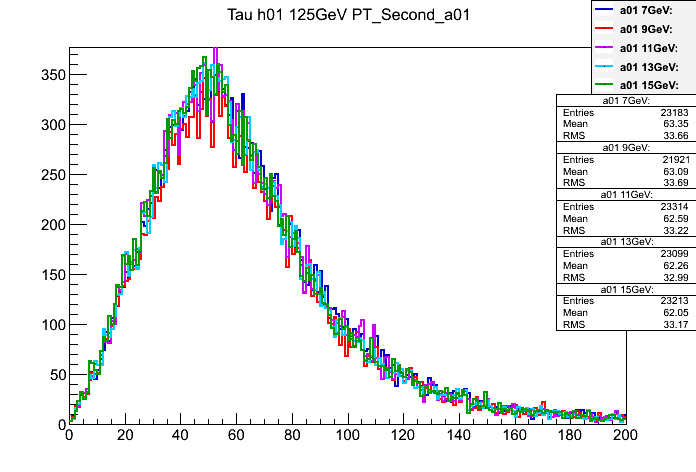 Tau h01 125GeV PT_Second_a01
a01 7GeV:
a01 9GeV:
a01 11GeV:
a01 13GeV:
a01 15GeV:
a01 7GeV:
Entries 23183
Mean 63.35
RMS 33.66
a01 9GeV:
Entries 21921
Mean 63.09
RMS 33.69
a01 11GeV:
Entries 23314
Mean 62.59
RMS 33.22
a01 13GeV:
Entries 23099
Mean 62.26
RMS 32.99
a01 15GeV:
Entries 23213
Mean 62.05
RMS 33.17
350
300
250
200
150
100
50
0
0 20 40 60 80 100 120 140 160 180 200